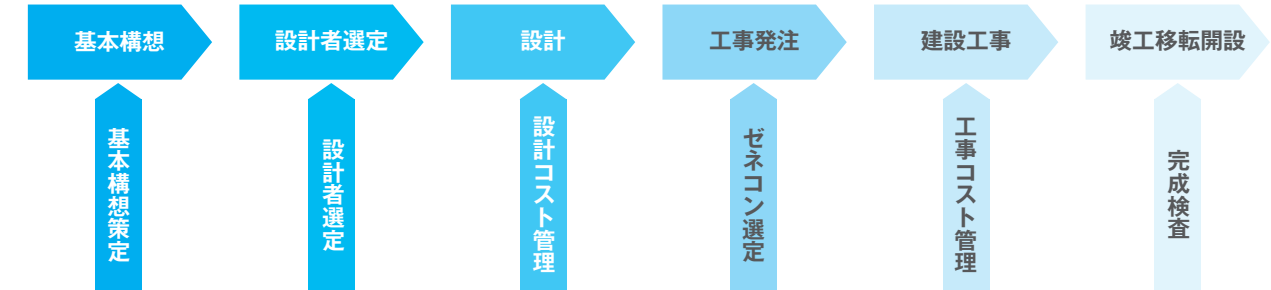 基本構想
設計者選定
設計
工事発注
建設工事
竣工移転開設
基本構想策定
設計者選定
設計コスト管理
ゼネコン選定
工事コスト管理
完成検査